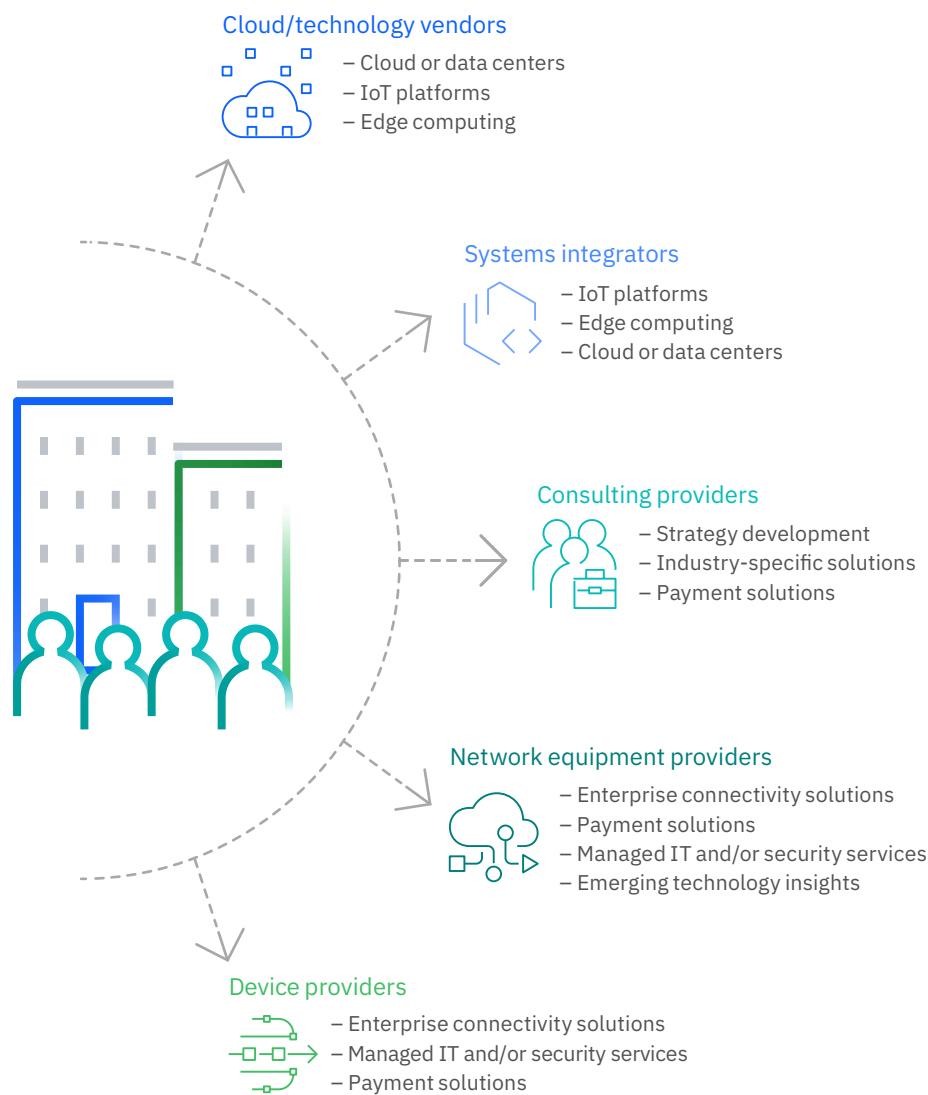 Cloud/technology vendors
– Cloud or data centers
– IoT platforms
– Edge computing
Systems integrators
– IoT platforms
– Edge computing
– Cloud or data centers
Consulting providers
– Strategy development
– Industry-specific solutions
– Payment solutions
Network equipment providers
– Enterprise connectivity solutions
– Payment solutions
– Managed IT and/or security services
– Emerging technology insights
Device providers
– Enterprise connectivity solutions
– Managed IT and/or security services
– Payment solutions